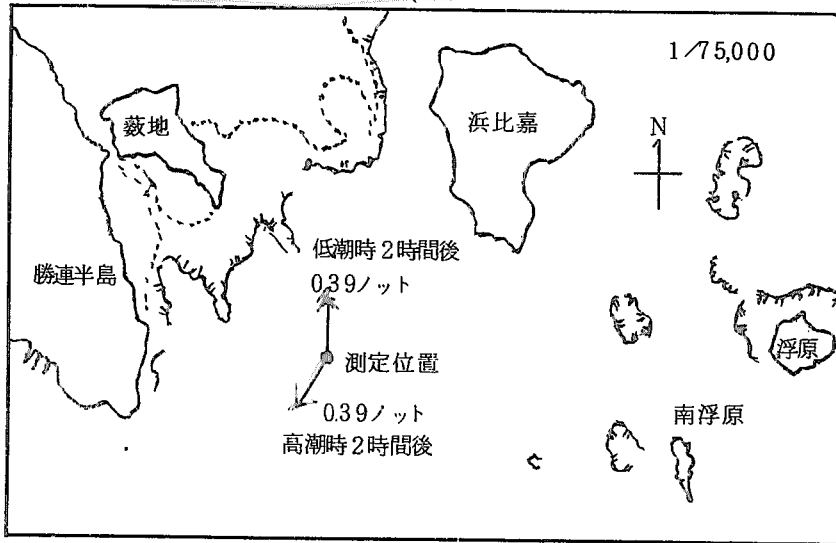 1/75,000
藪地
浜比嘉
N
低潮時2時間後
0.39ノット
勝連半島
測定位置
浮原
0.39ノット
高潮時2時間後
南浮原